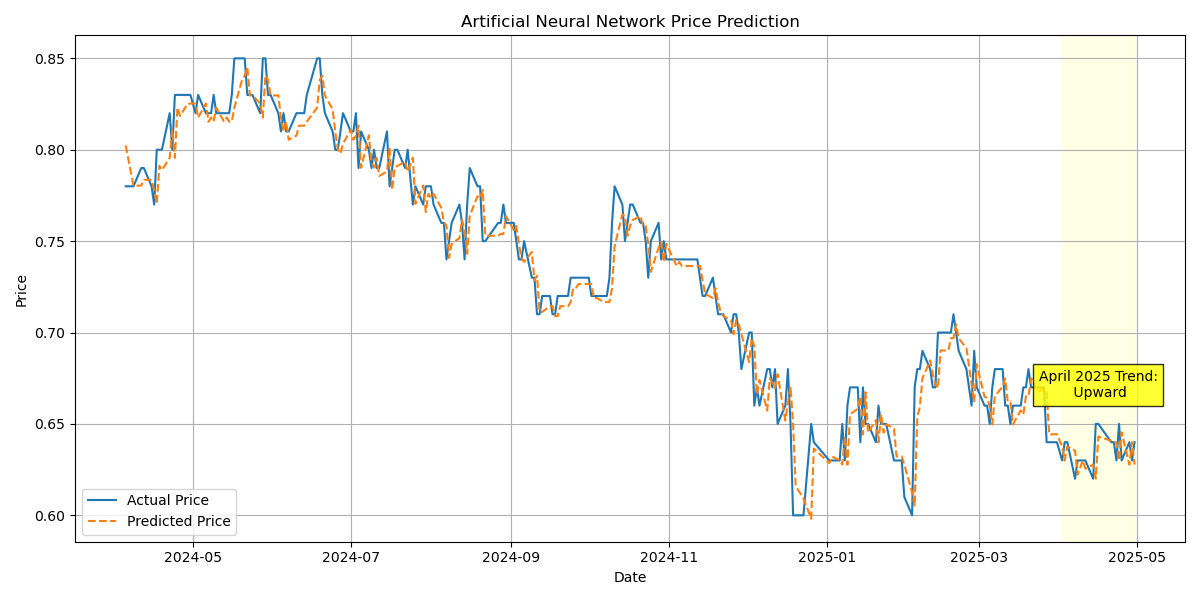 Artificial Neural Network Price Prediction
Price
0.85
0.80
0.75
0.70
0.65
0.60
April 2025 Trend:
Upward
Actual Price
Predicted Price
2024-05
2024-07
2024-09
2024-11
2025-01
2025-03
2025-05
Date